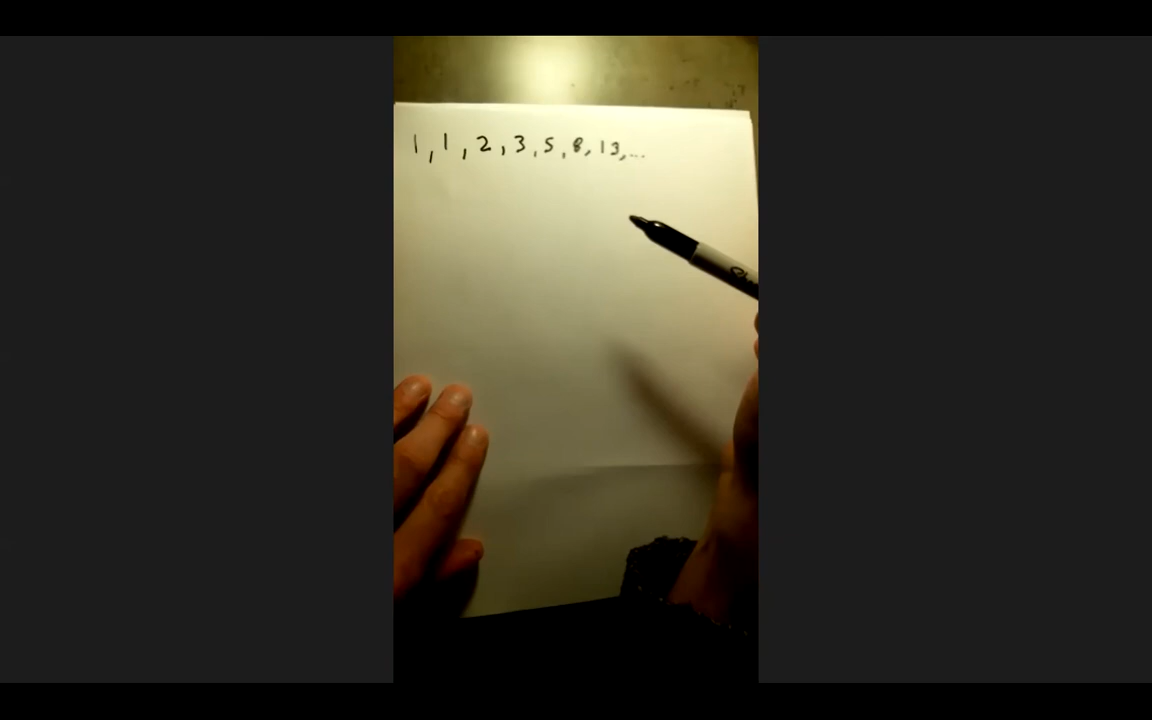 1, 1, 2, 3, 5, 8, 13, ...